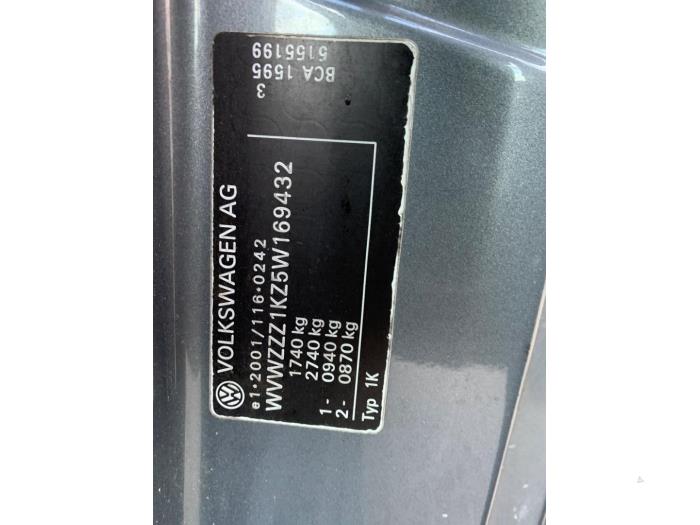 VOLKSWAGEN AG
e1*2001/116*0242
WVWZZZ1KZ5W169432
1740 kg
2740 kg
1- 0940 kg
2- 0870 kg
Typ 1K
3
BCA 1595
5155199